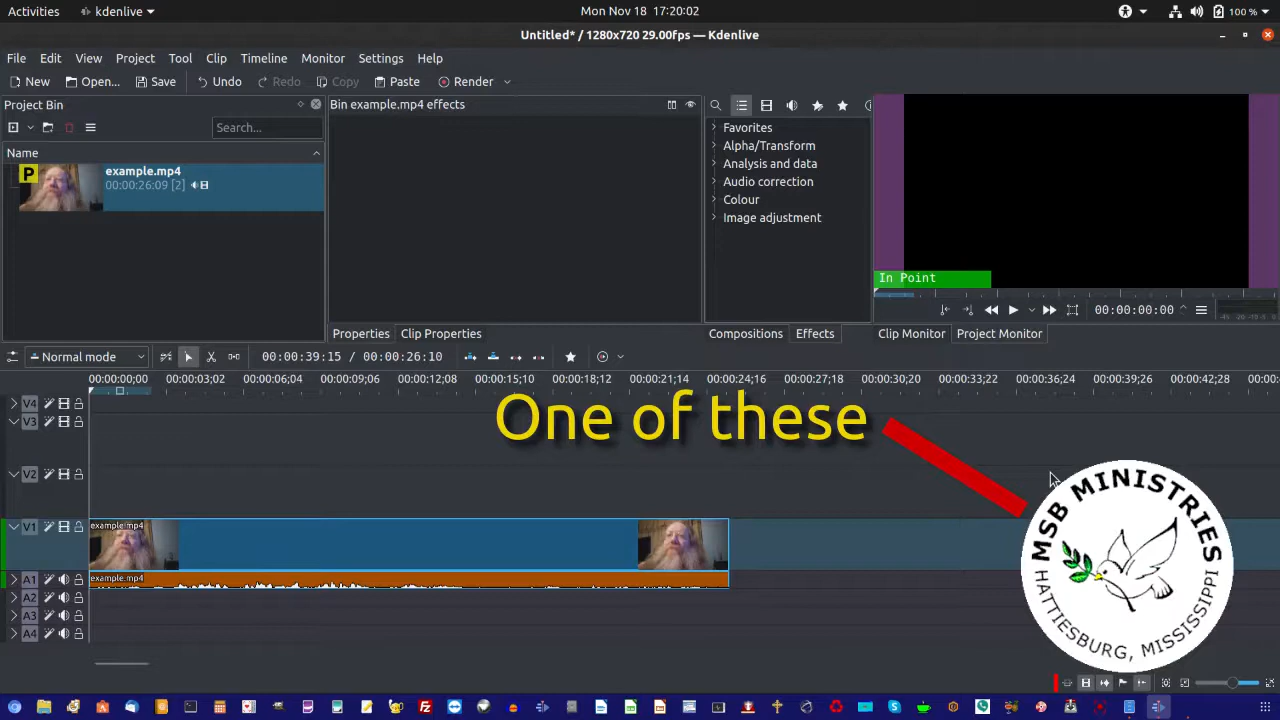 Activities
kdenlive
Mon Nov 18, 17:20:02
100 %
Untitled* / 1280x720 29.00fps — Kdenlive
File Edit View Project Tool Clip Timeline Monitor Settings Help
New Open... Save Undo Redo Copy Paste Render
Project Bin
Bin example.mp4 effects
Search...
Name
P
example.mp4
00:00:26:09 [2]
Favorites
Alpha/Transform
Analysis and data
Audio correction
Colour
Image adjustment
In Point
00:00:00:00
Properties Clip Properties
Compositions Effects
Clip Monitor Project Monitor
Normal mode
00:00:39:15 / 00:00:26:10
00:00:00;00 00:00:03;02 00:00:06;04 00:00:09;06 00:00:12;08 00:00:15;10 00:00:18;12 00:00:21;14 00:00:24;16 00:00:27;18 00:00:30;20 00:00:33;22 00:00:36;24 00:00:39;26 00:00:42;28 00:00
V4
V3
One of these
V2
V1
example.mp4
A1
example.mp4
A2
A3
A4
MSB MINISTRIES
HATTIESBURG, MISSISSIPPI